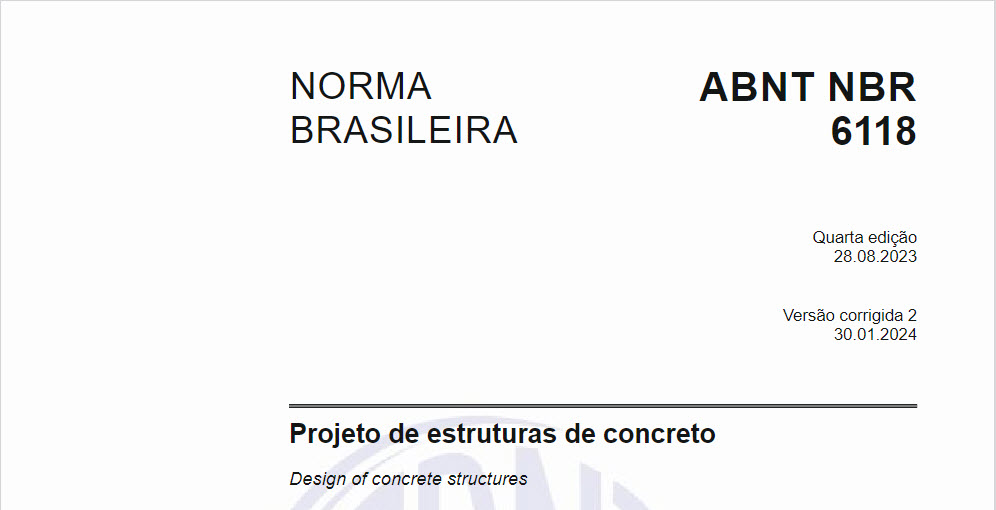 NORMA
BRASILEIRA
ABNT NBR
6118
Quarta edição
28.08.2023
Versão corrigida 2
30.01.2024
Projeto de estruturas de concreto
Design of concrete structures